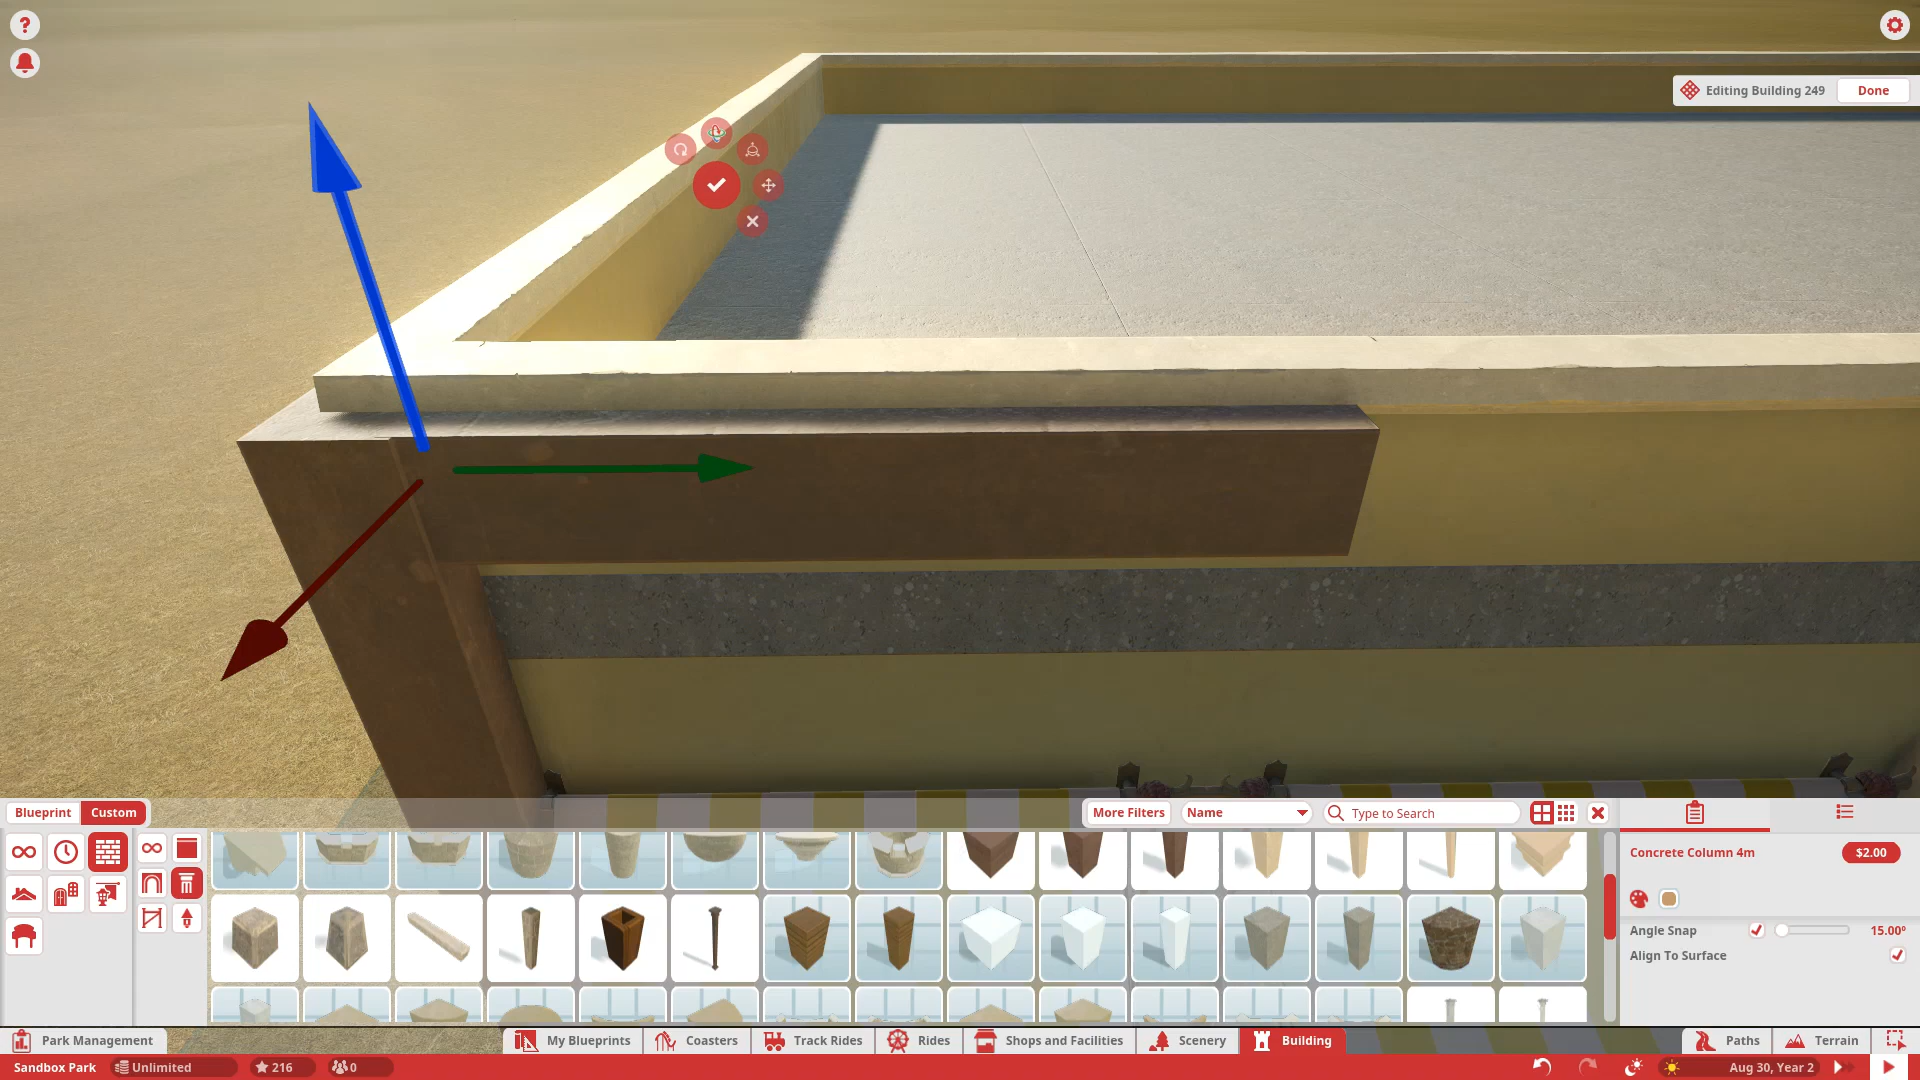 ?
Editing Building 249
Done
Blueprint
Custom
More Filters
Name
Type to Search
Concrete Column 4m
$2.00
Angle Snap
15.00°
Align To Surface
Park Management
My Blueprints
Coasters
Track Rides
Rides
Shops and Facilities
Scenery
Building
Paths
Terrain
Sandbox Park
Unlimited
216
0
Aug 30, Year 2